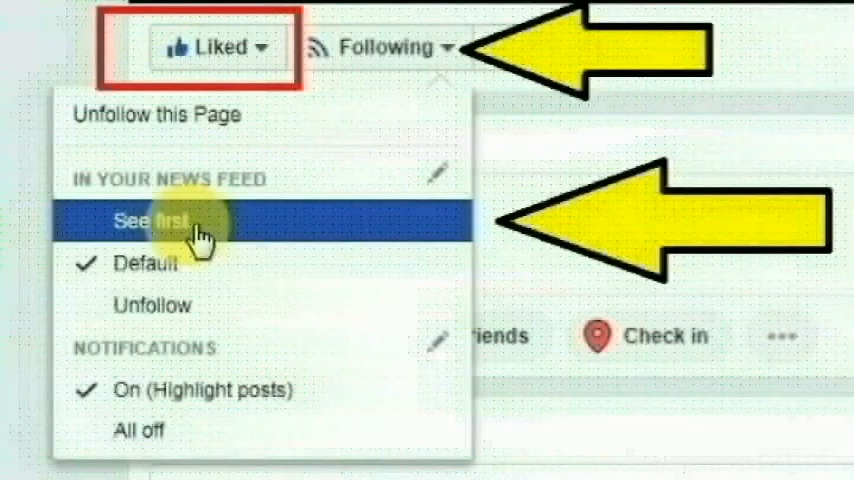 Liked Following
Unfollow this Page
IN YOUR NEWS FEED
See first
Default
Unfollow
NOTIFICATIONS
riends Check in
On (Highlight posts)
All off